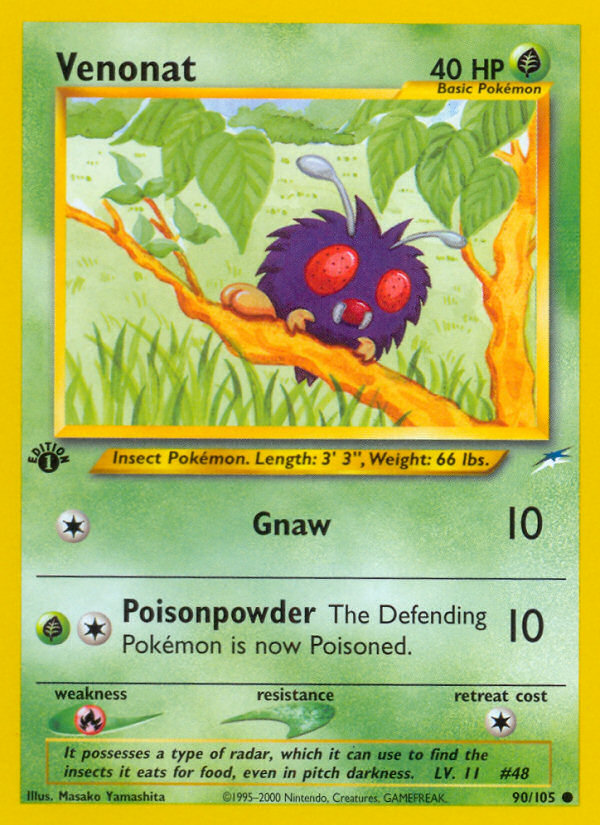 Venonat
40 HP
Basic Pokémon
EDITION
1
Insect Pokémon. Length: 3' 3", Weight: 66 lbs.
Gnaw 10
Poisonpowder The Defending
Pokémon is now Poisoned. 10
weakness resistance retreat cost
It possesses a type of radar, which it can use to find the
insects it eats for food, even in pitch darkness. LV. 11 #48
Illus. Masako Yamashita ©1995–2000 Nintendo, Creatures, GAMEFREAK. 90/105